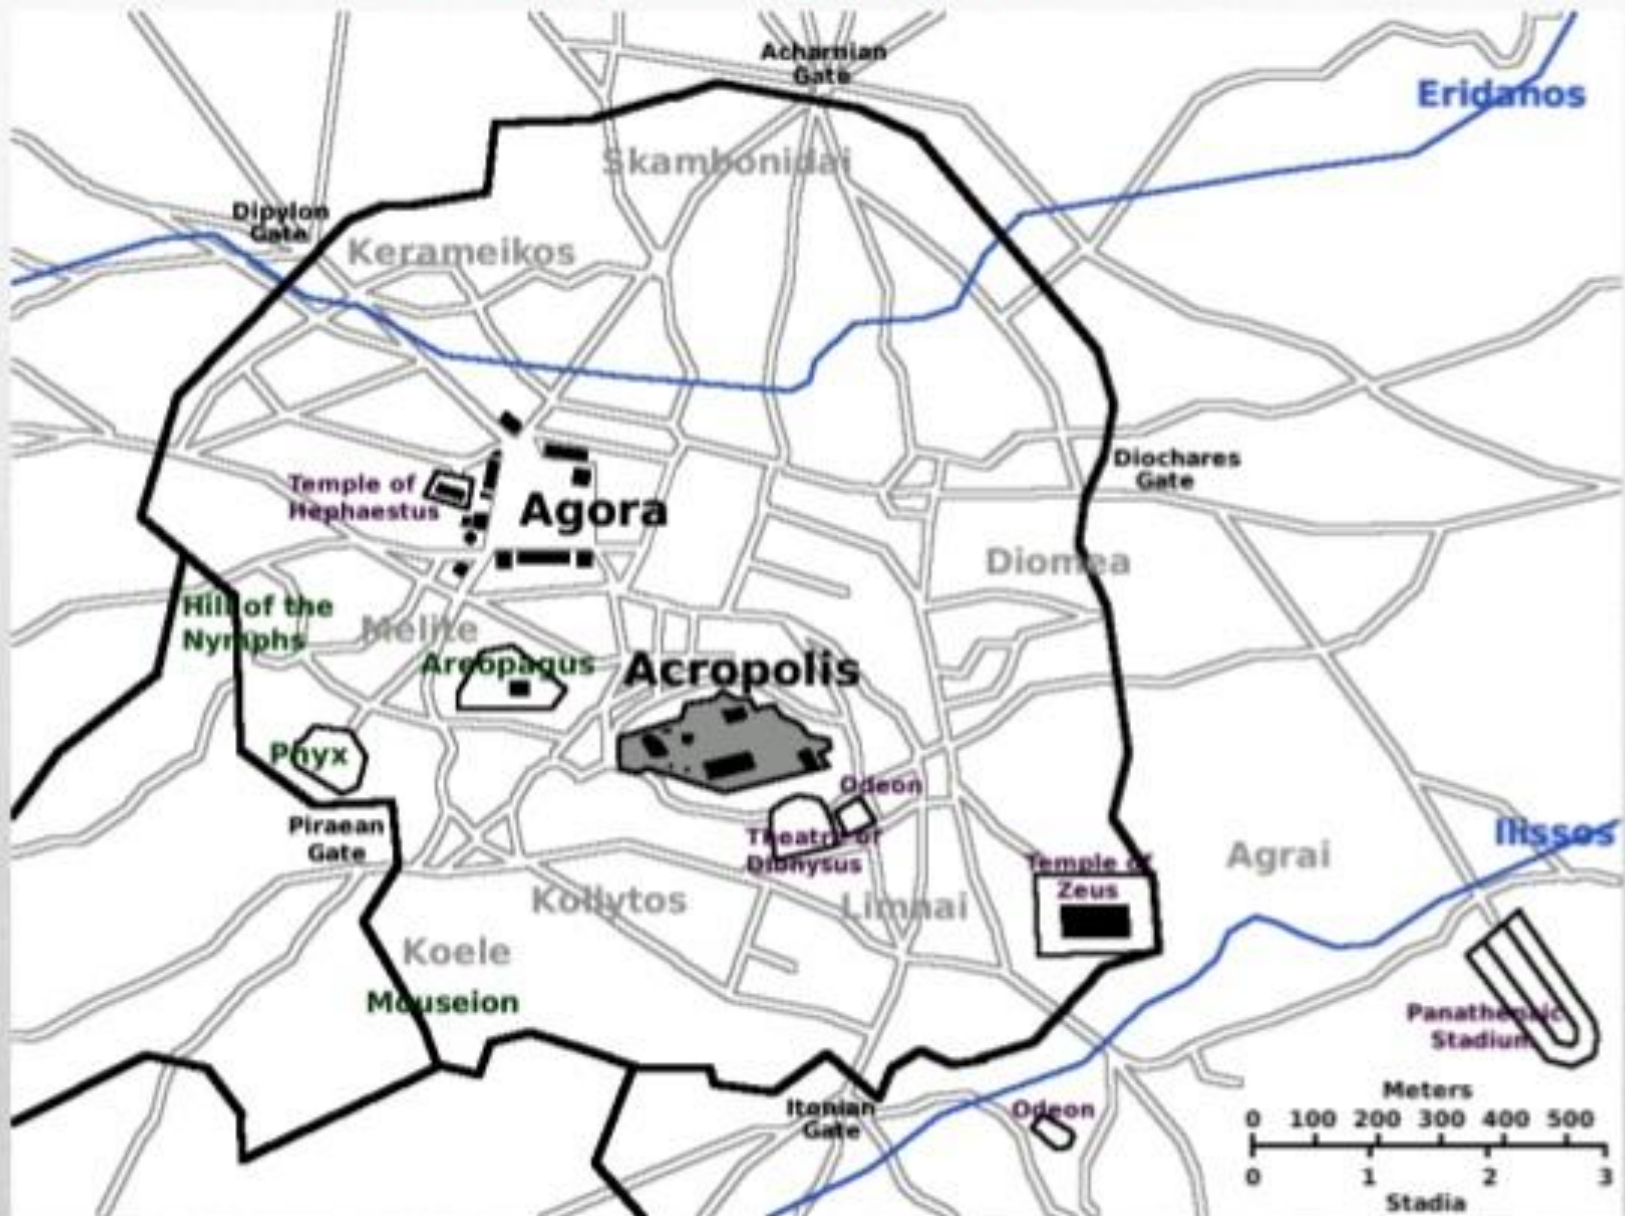 Acharnian
Gate
Eridanos
Skambonidai
Dipylon
Gate
Kerameikos
Diochares
Gate
Temple of
Hephaestus
Agora
Diomea
Hill of the
Nymphs
Melite
Areopagus
Acropolis
Pnyx
Odeon
Piraean
Gate
Theatre of
Dionysus
Ilissos
Agrai
Temple of
Zeus
Kollytos
Limnai
Koele
Mouseion
Panathenaic
Stadium
Itonian
Gate
Odeon
Meters
0 100 200 300 400 500
0 1 2 3
Stadia